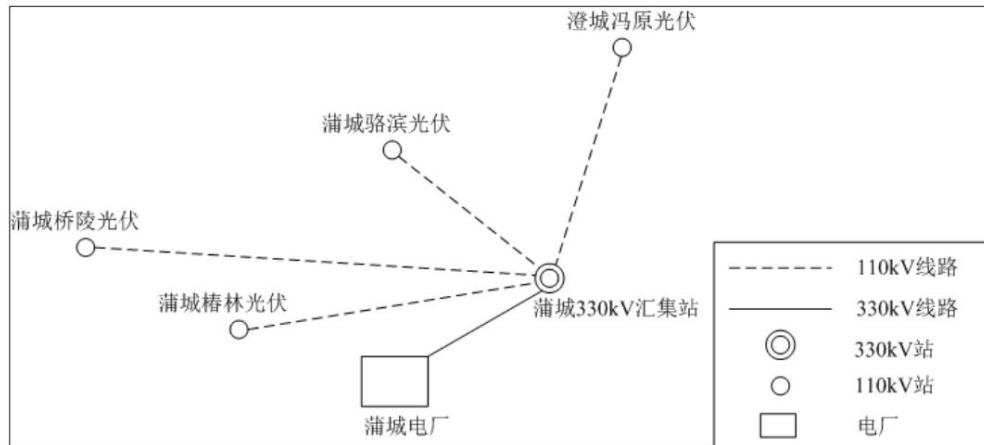 澄城冯原光伏
蒲城骆滨光伏
蒲城桥陵光伏
蒲城椿林光伏
蒲城330kV汇集站
蒲城电厂
110kV线路
330kV线路
330kV站
110kV站
电厂